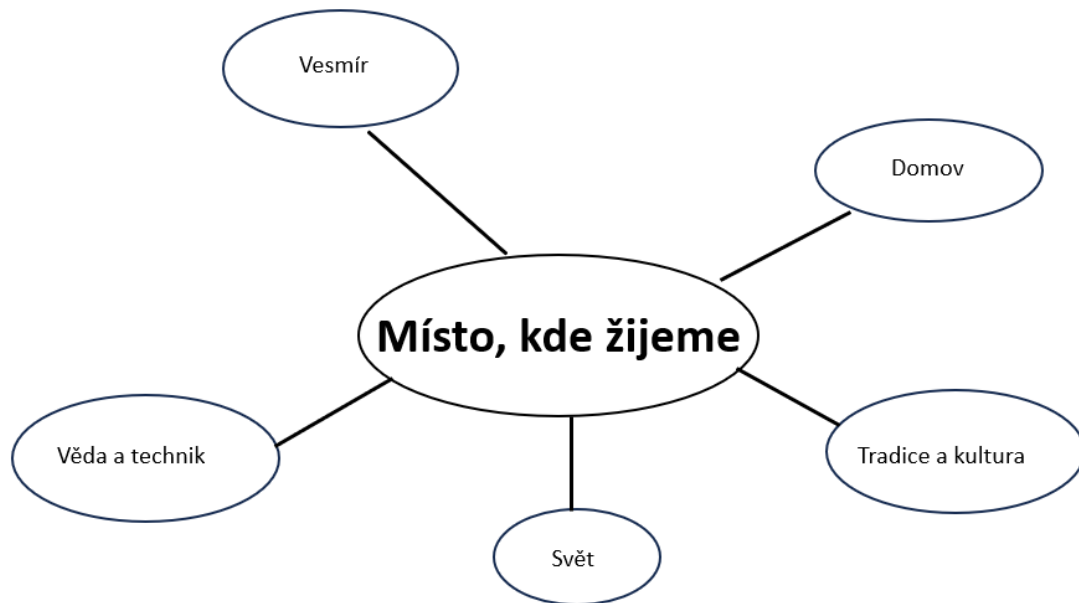 Vesmír
Domov
Místo, kde žijeme
Věda a technik
Tradice a kultura
Svět